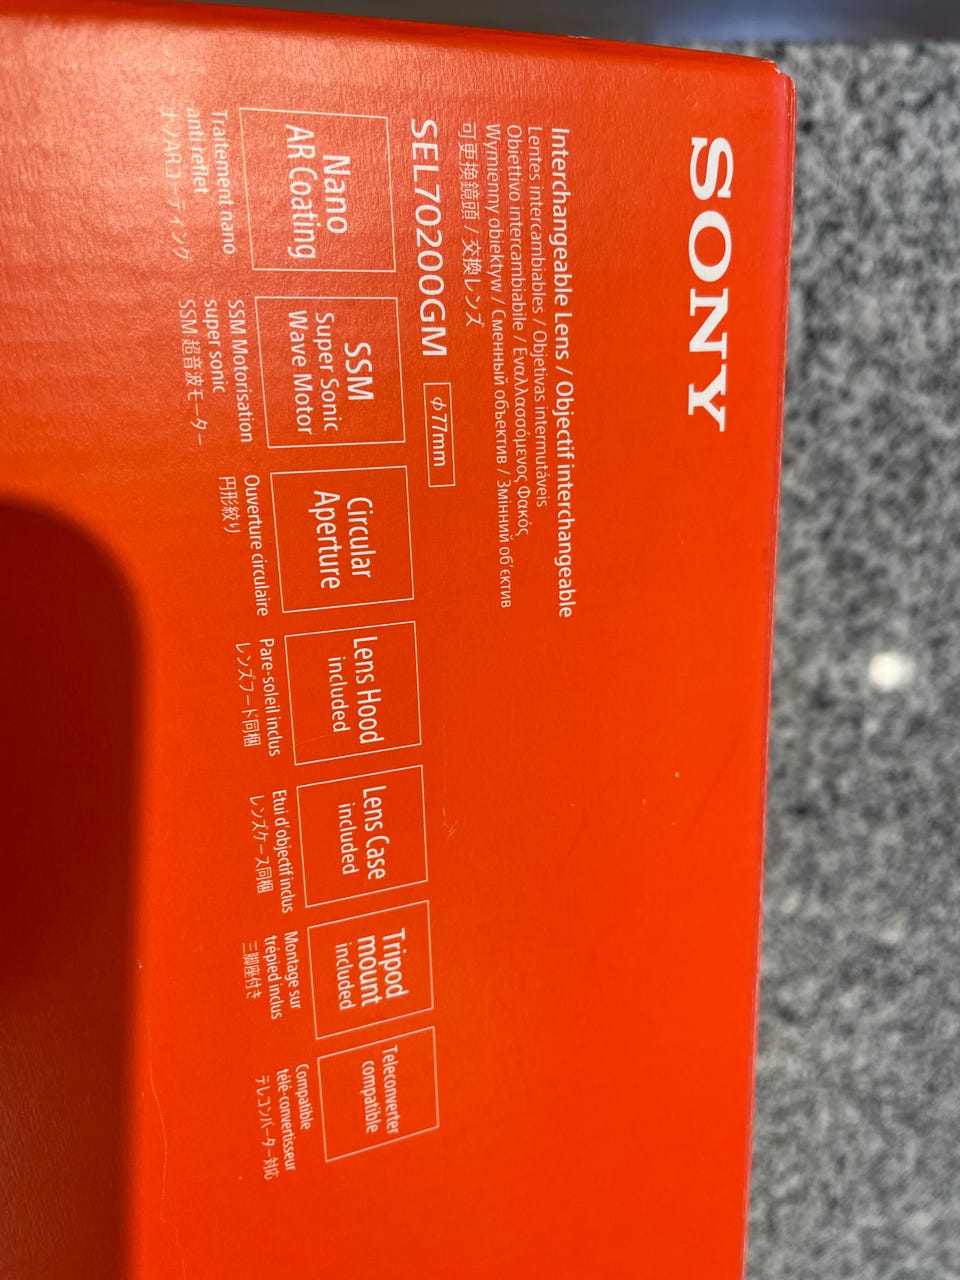 SONY
Interchangeable Lens / Objectif interchangeable
Lentes intercambiables / Objetivas intermutáveis
Obiettivo intercambiabile / Εναλλασσόμενος Φακός
Wymienny obiektyw / Сменный объектив / Змінний об'єктив
可更換鏡頭 / 交換レンズ
SEL70200GM ϕ77mm
Nano
AR Coating
Traitement nano
anti reflet
ナノARコーティング
SSM
Super Sonic
Wave Motor
SSM Motorisation
super sonic
SSM 超音波モーター
Circular
Aperture
Ouverture circulaire
円形絞り
Lens Hood
included
Pare-soleil inclus
レンズフード同梱
Lens Case
included
Etui d'objectif inclus
レンズケース同梱
Tripod
mount
included
Montage sur
trépied inclus
三脚座付き
Teleconverter
compatible
Compatible
télé-convertisseur
テレコンバーター対応